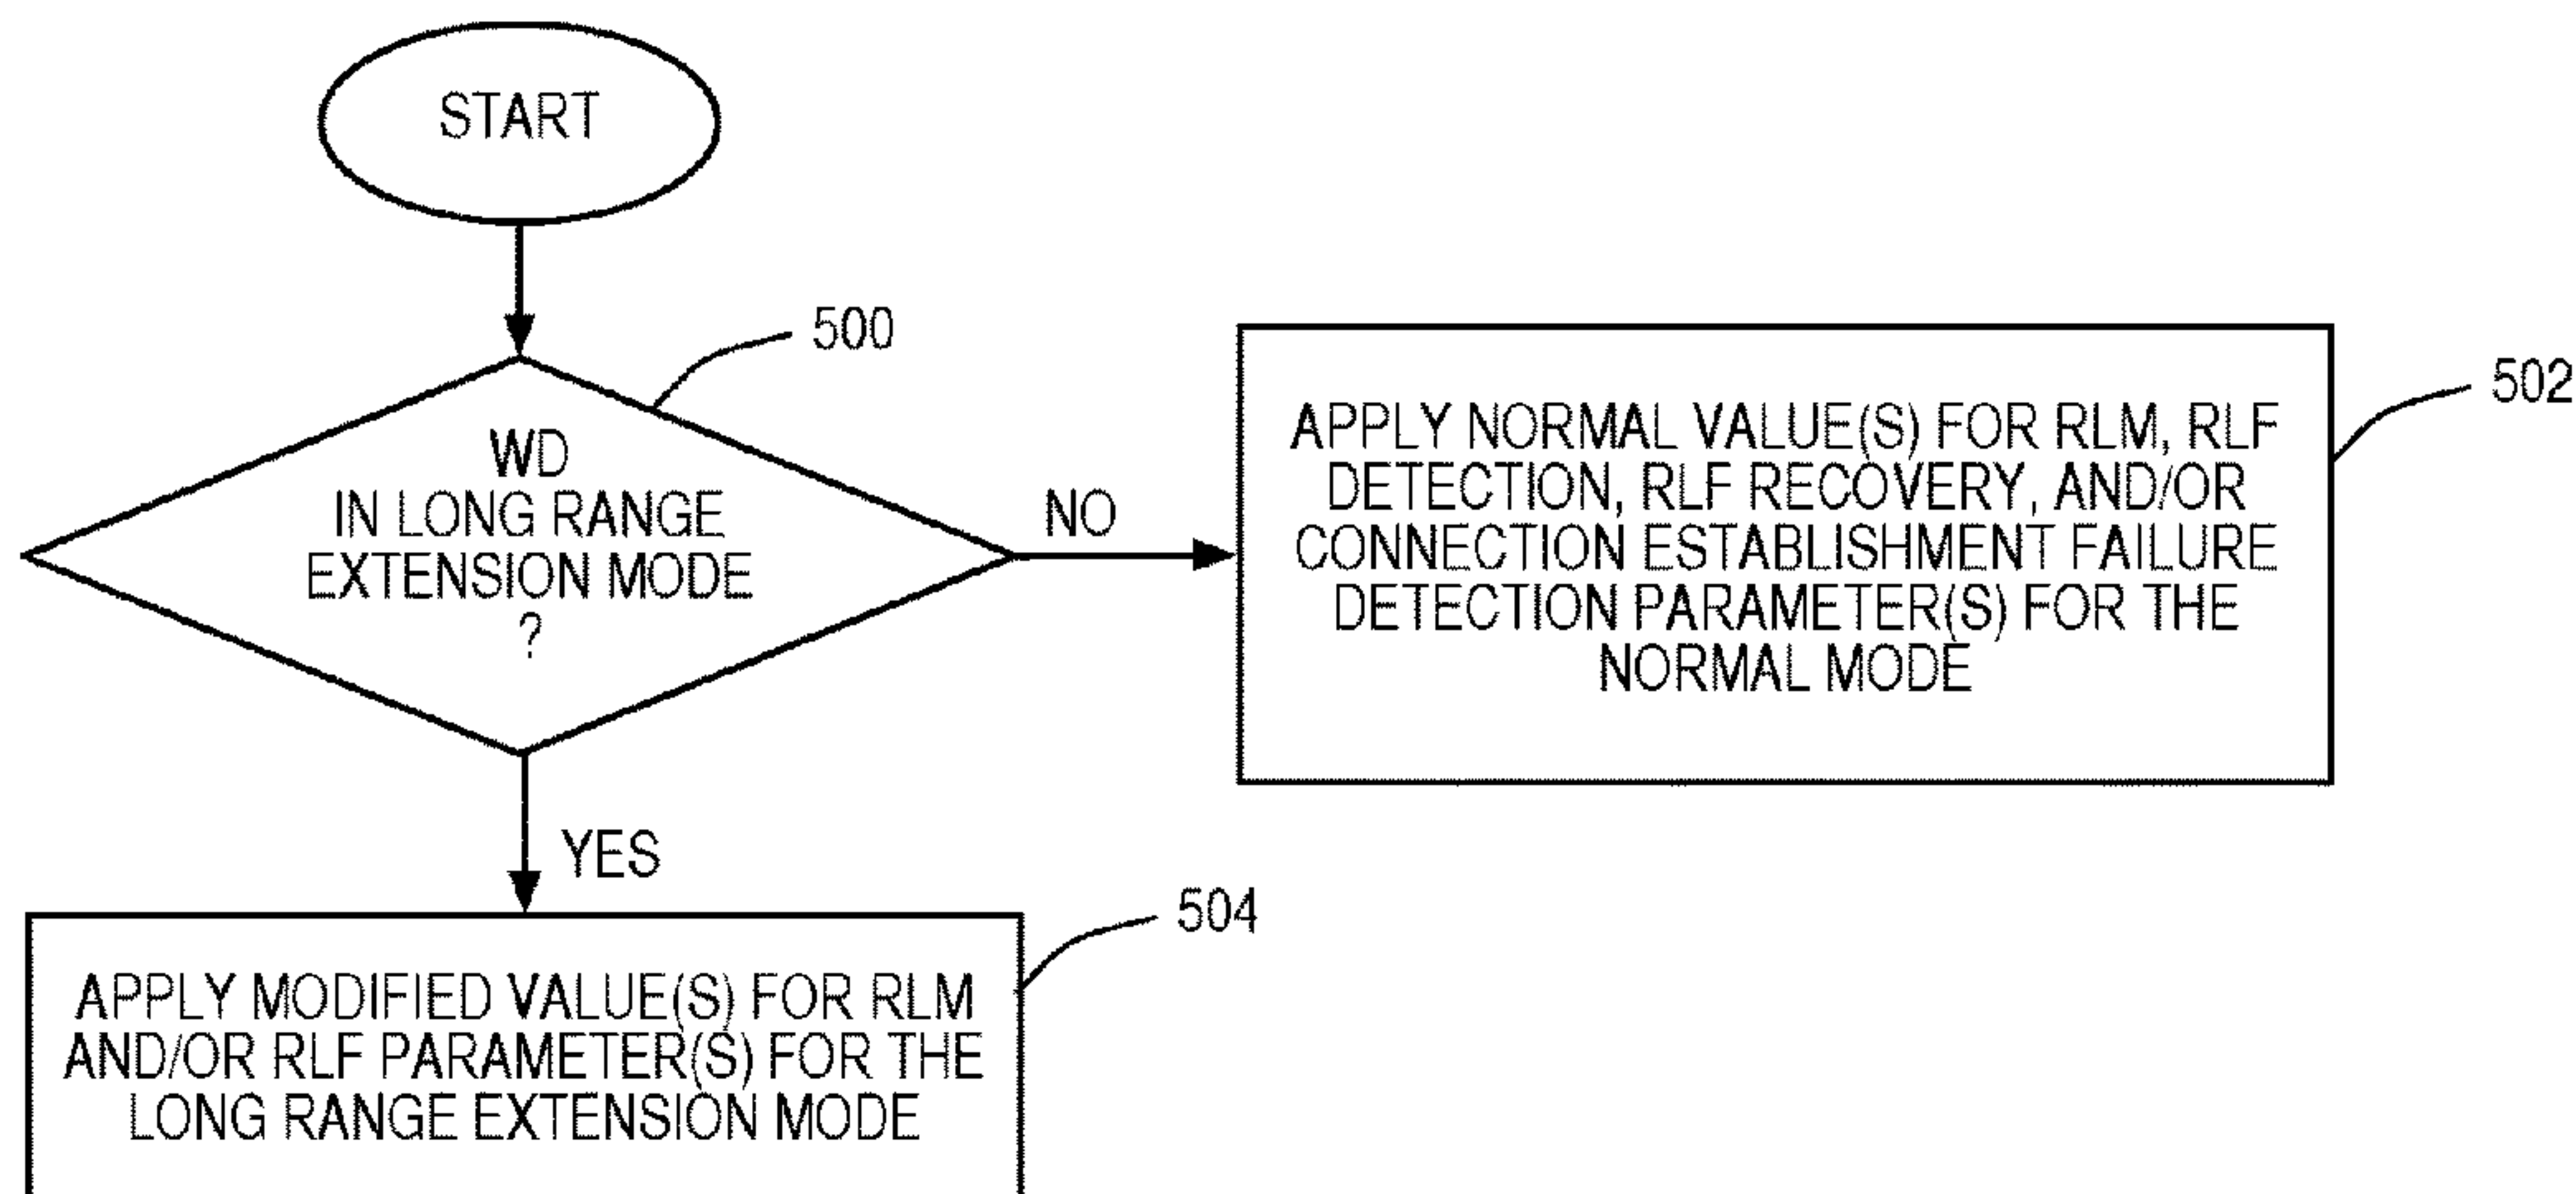 START
500
WD
IN LONG RANGE
EXTENSION MODE
?
NO
APPLY NORMAL VALUE(S) FOR RLM, RLF
DETECTION, RLF RECOVERY, AND/OR
CONNECTION ESTABLISHMENT FAILURE
DETECTION PARAMETER(S) FOR THE
NORMAL MODE
502
YES
504
APPLY MODIFIED VALUE(S) FOR RLM
AND/OR RLF PARAMETER(S) FOR THE
LONG RANGE EXTENSION MODE